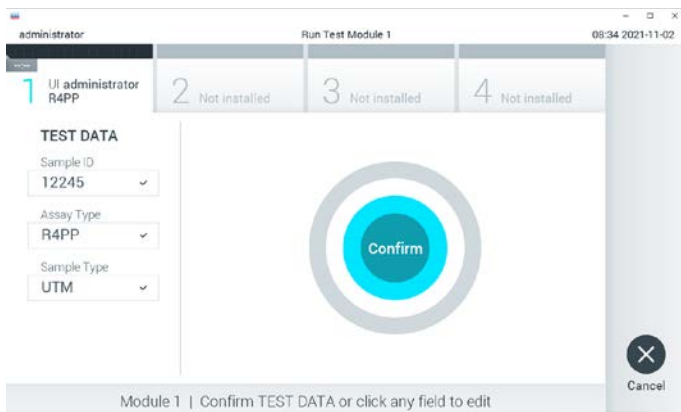 administrator Run Test Module 1 08:34 2021-11-02
1 UI administrator
R4PP
2 Not installed
3 Not installed
4 Not installed
TEST DATA
Sample ID
12245
Assay Type
R4PP
Sample Type
UTM
Confirm
Cancel
Module 1 | Confirm TEST DATA or click any field to edit